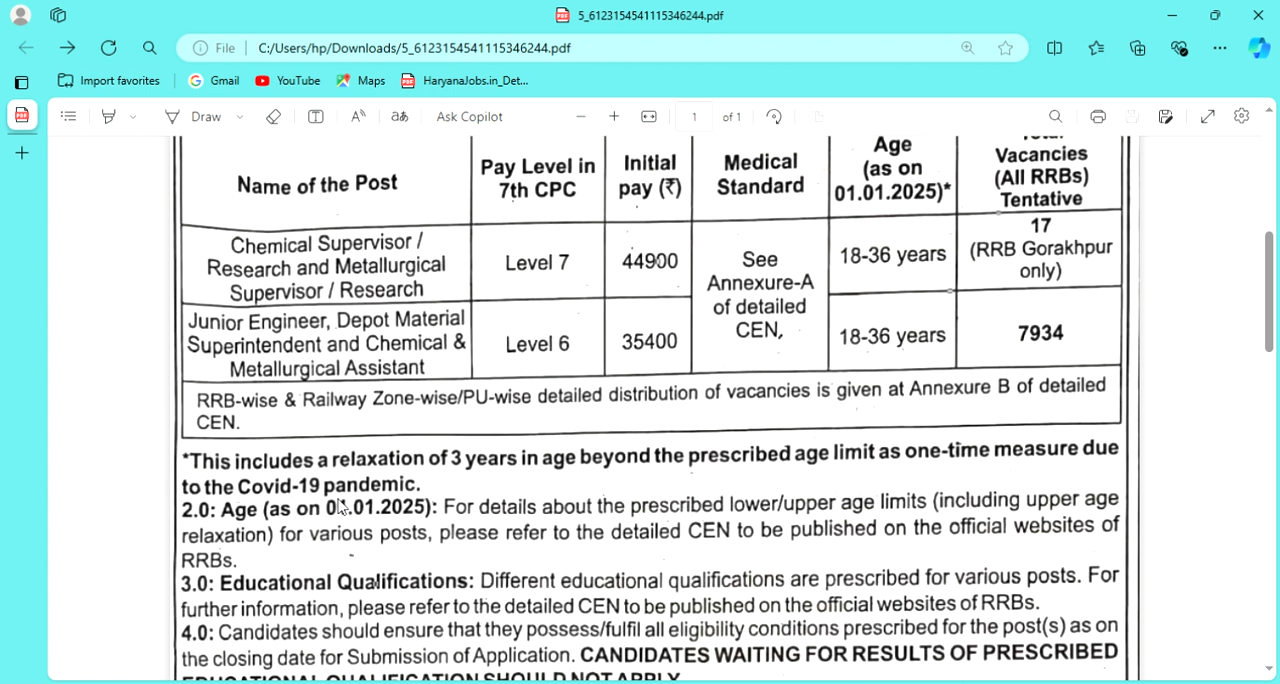 5_6123154541115346244.pdf
File C:/Users/hp/Downloads/5_6123154541115346244.pdf
Import favorites Gmail YouTube Maps HaryanaJobs.in_Det...
Draw Ask Copilot 1 of 1
Name of the Post
Pay Level in
7th CPC
Initial
pay (₹)
Medical
Standard
Age
(as on
01.01.2025)*
Total
Vacancies
(All RRBs)
Tentative
Chemical Supervisor /
Research and Metallurgical
Supervisor / Research
Level 7
44900
See
Annexure-A
of detailed
CEN,
18-36 years
17
(RRB Gorakhpur
only)
Junior Engineer, Depot Material
Superintendent and Chemical &
Metallurgical Assistant
Level 6
35400
18-36 years
7934
RRB-wise & Railway Zone-wise/PU-wise detailed distribution of vacancies is given at Annexure B of detailed
CEN.
*This includes a relaxation of 3 years in age beyond the prescribed age limit as one-time measure due
to the Covid-19 pandemic.
2.0: Age (as on 01.01.2025): For details about the prescribed lower/upper age limits (including upper age
relaxation) for various posts, please refer to the detailed CEN to be published on the official websites of
RRBs.
3.0: Educational Qualifications: Different educational qualifications are prescribed for various posts. For
further information, please refer to the detailed CEN to be published on the official websites of RRBs.
4.0: Candidates should ensure that they possess/fulfil all eligibility conditions prescribed for the post(s) as on
the closing date for Submission of Application. CANDIDATES WAITING FOR RESULTS OF PRESCRIBED
EDUCATIONAL QUALIFICATION SHOULD NOT APPLY